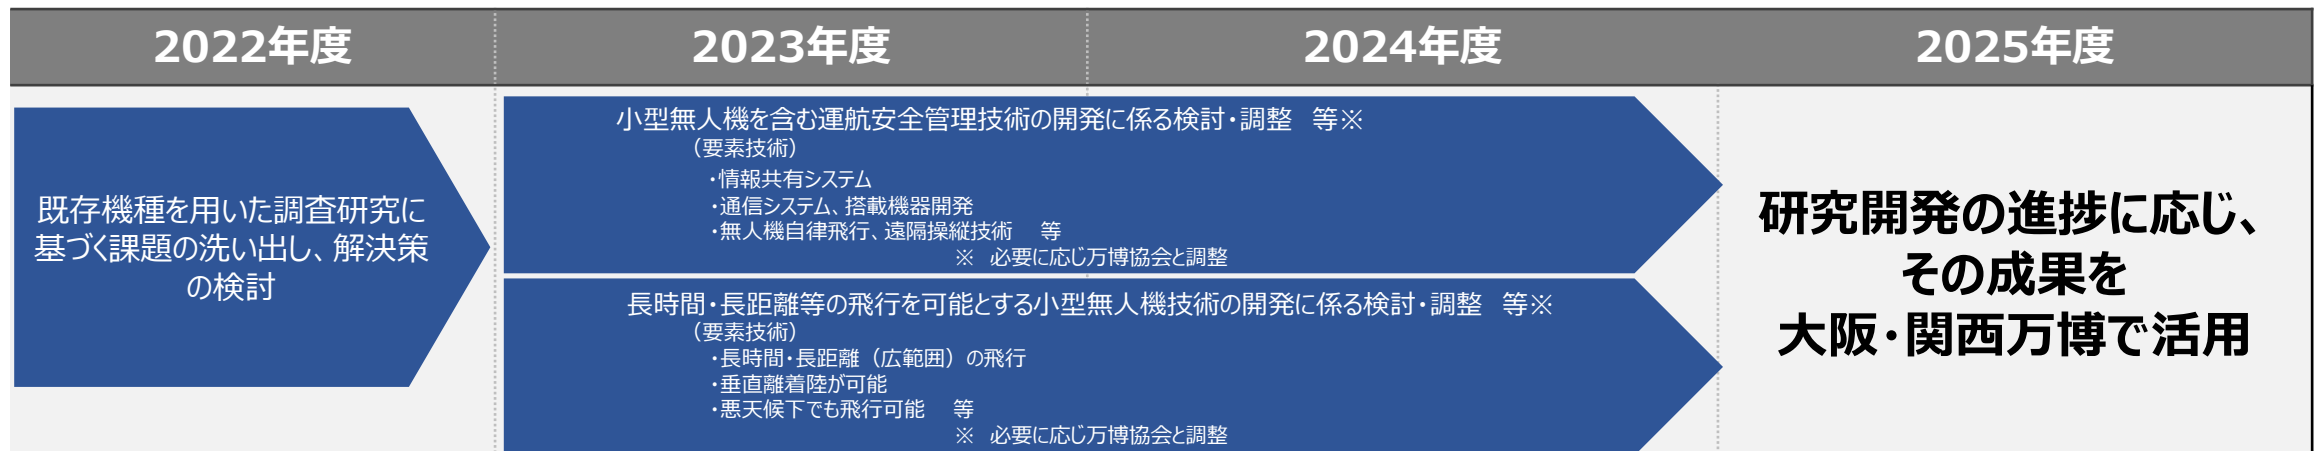 2022年度
2023年度
2024年度
2025年度
既存機種を用いた調査研究に
基づく課題の洗い出し、解決策
の検討
小型無人機を含む運航安全管理技術の開発に係る検討・調整　等※
（要素技術）
・情報共有システム
・通信システム、搭載機器開発
・無人機自律飛行、遠隔操縦技術　等
※　必要に応じ万博協会と調整
長時間・長距離等の飛行を可能とする小型無人機技術の開発に係る検討・調整　等※
（要素技術）
・長時間・長距離（広範囲）の飛行
・垂直離着陸が可能
・悪天候下でも飛行可能　等
※　必要に応じ万博協会と調整
研究開発の進捗に応じ、
その成果を
大阪・関西万博で活用